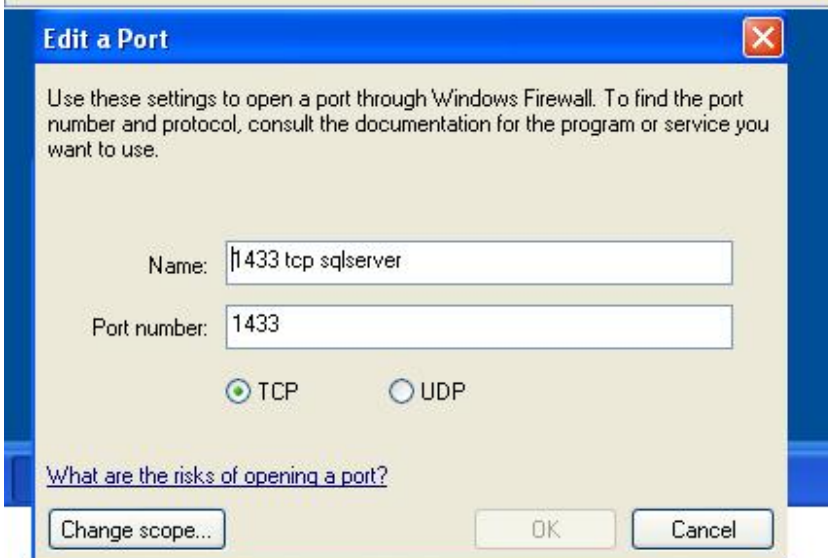 Edit a Port
Use these settings to open a port through Windows Firewall. To find the port
number and protocol, consult the documentation for the program or service you
want to use.
Name: 1433 tcp sqlserver
Port number: 1433
TCP UDP
What are the risks of opening a port?
Change scope... OK Cancel